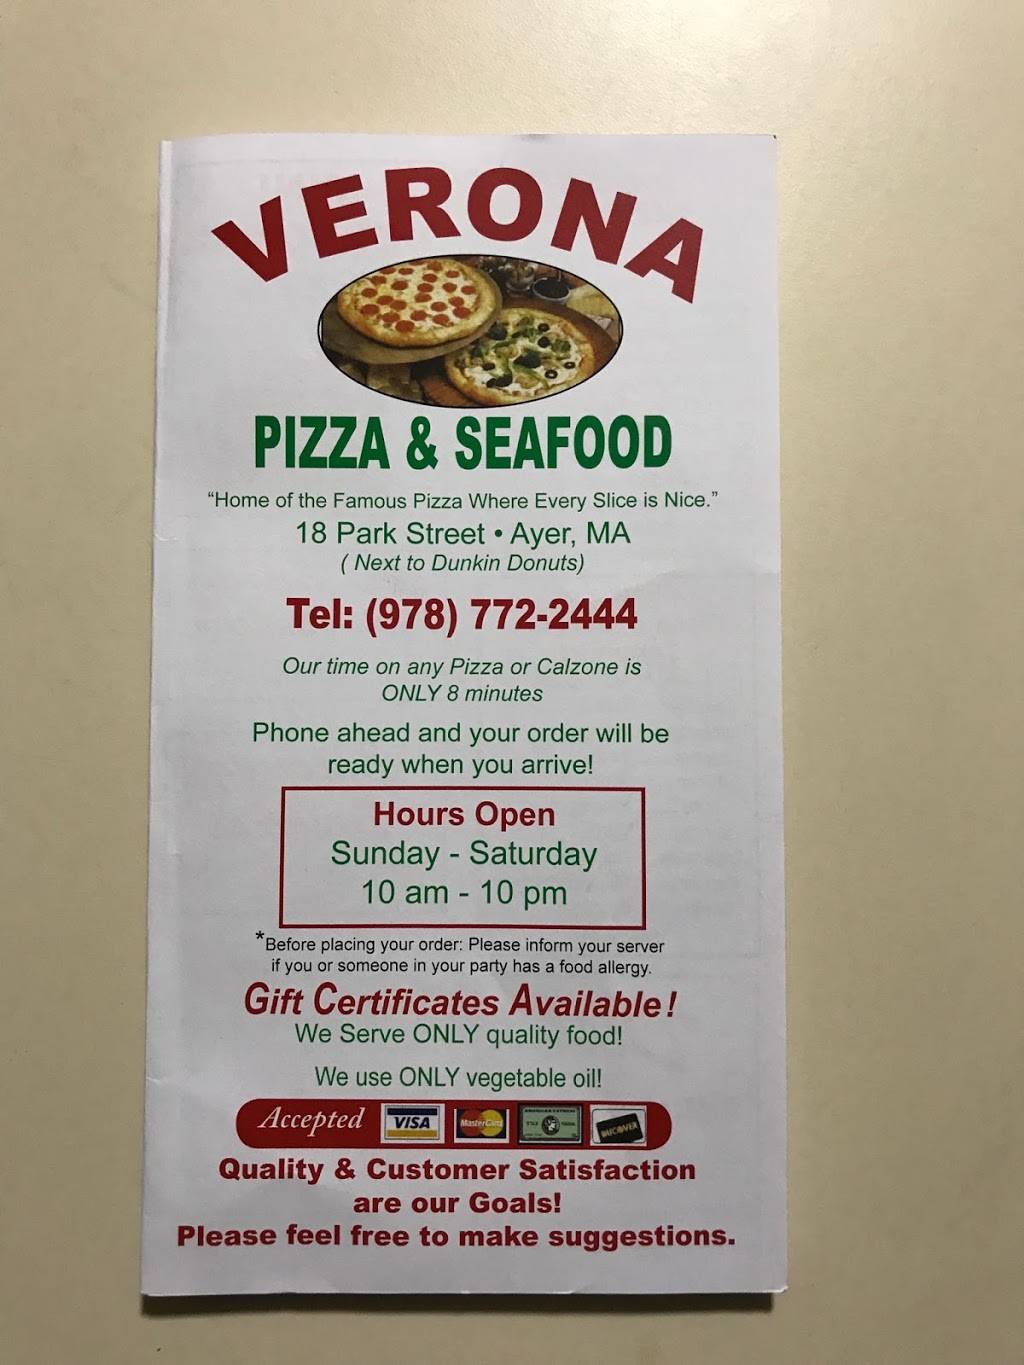 VERONA
PIZZA & SEAFOOD
“Home of the Famous Pizza Where Every Slice is Nice.”
18 Park Street • Ayer, MA
( Next to Dunkin Donuts)
Tel: (978) 772-2444
Our time on any Pizza or Calzone is
ONLY 8 minutes
Phone ahead and your order will be
ready when you arrive!
Hours Open
Sunday - Saturday
10 am - 10 pm
*Before placing your order: Please inform your server
if you or someone in your party has a food allergy.
Gift Certificates Available!
We Serve ONLY quality food!
We use ONLY vegetable oil!
Accepted VISA MasterCard AMERICAN EXPRESS DISCOVER
Quality & Customer Satisfaction
are our Goals!
Please feel free to make suggestions.